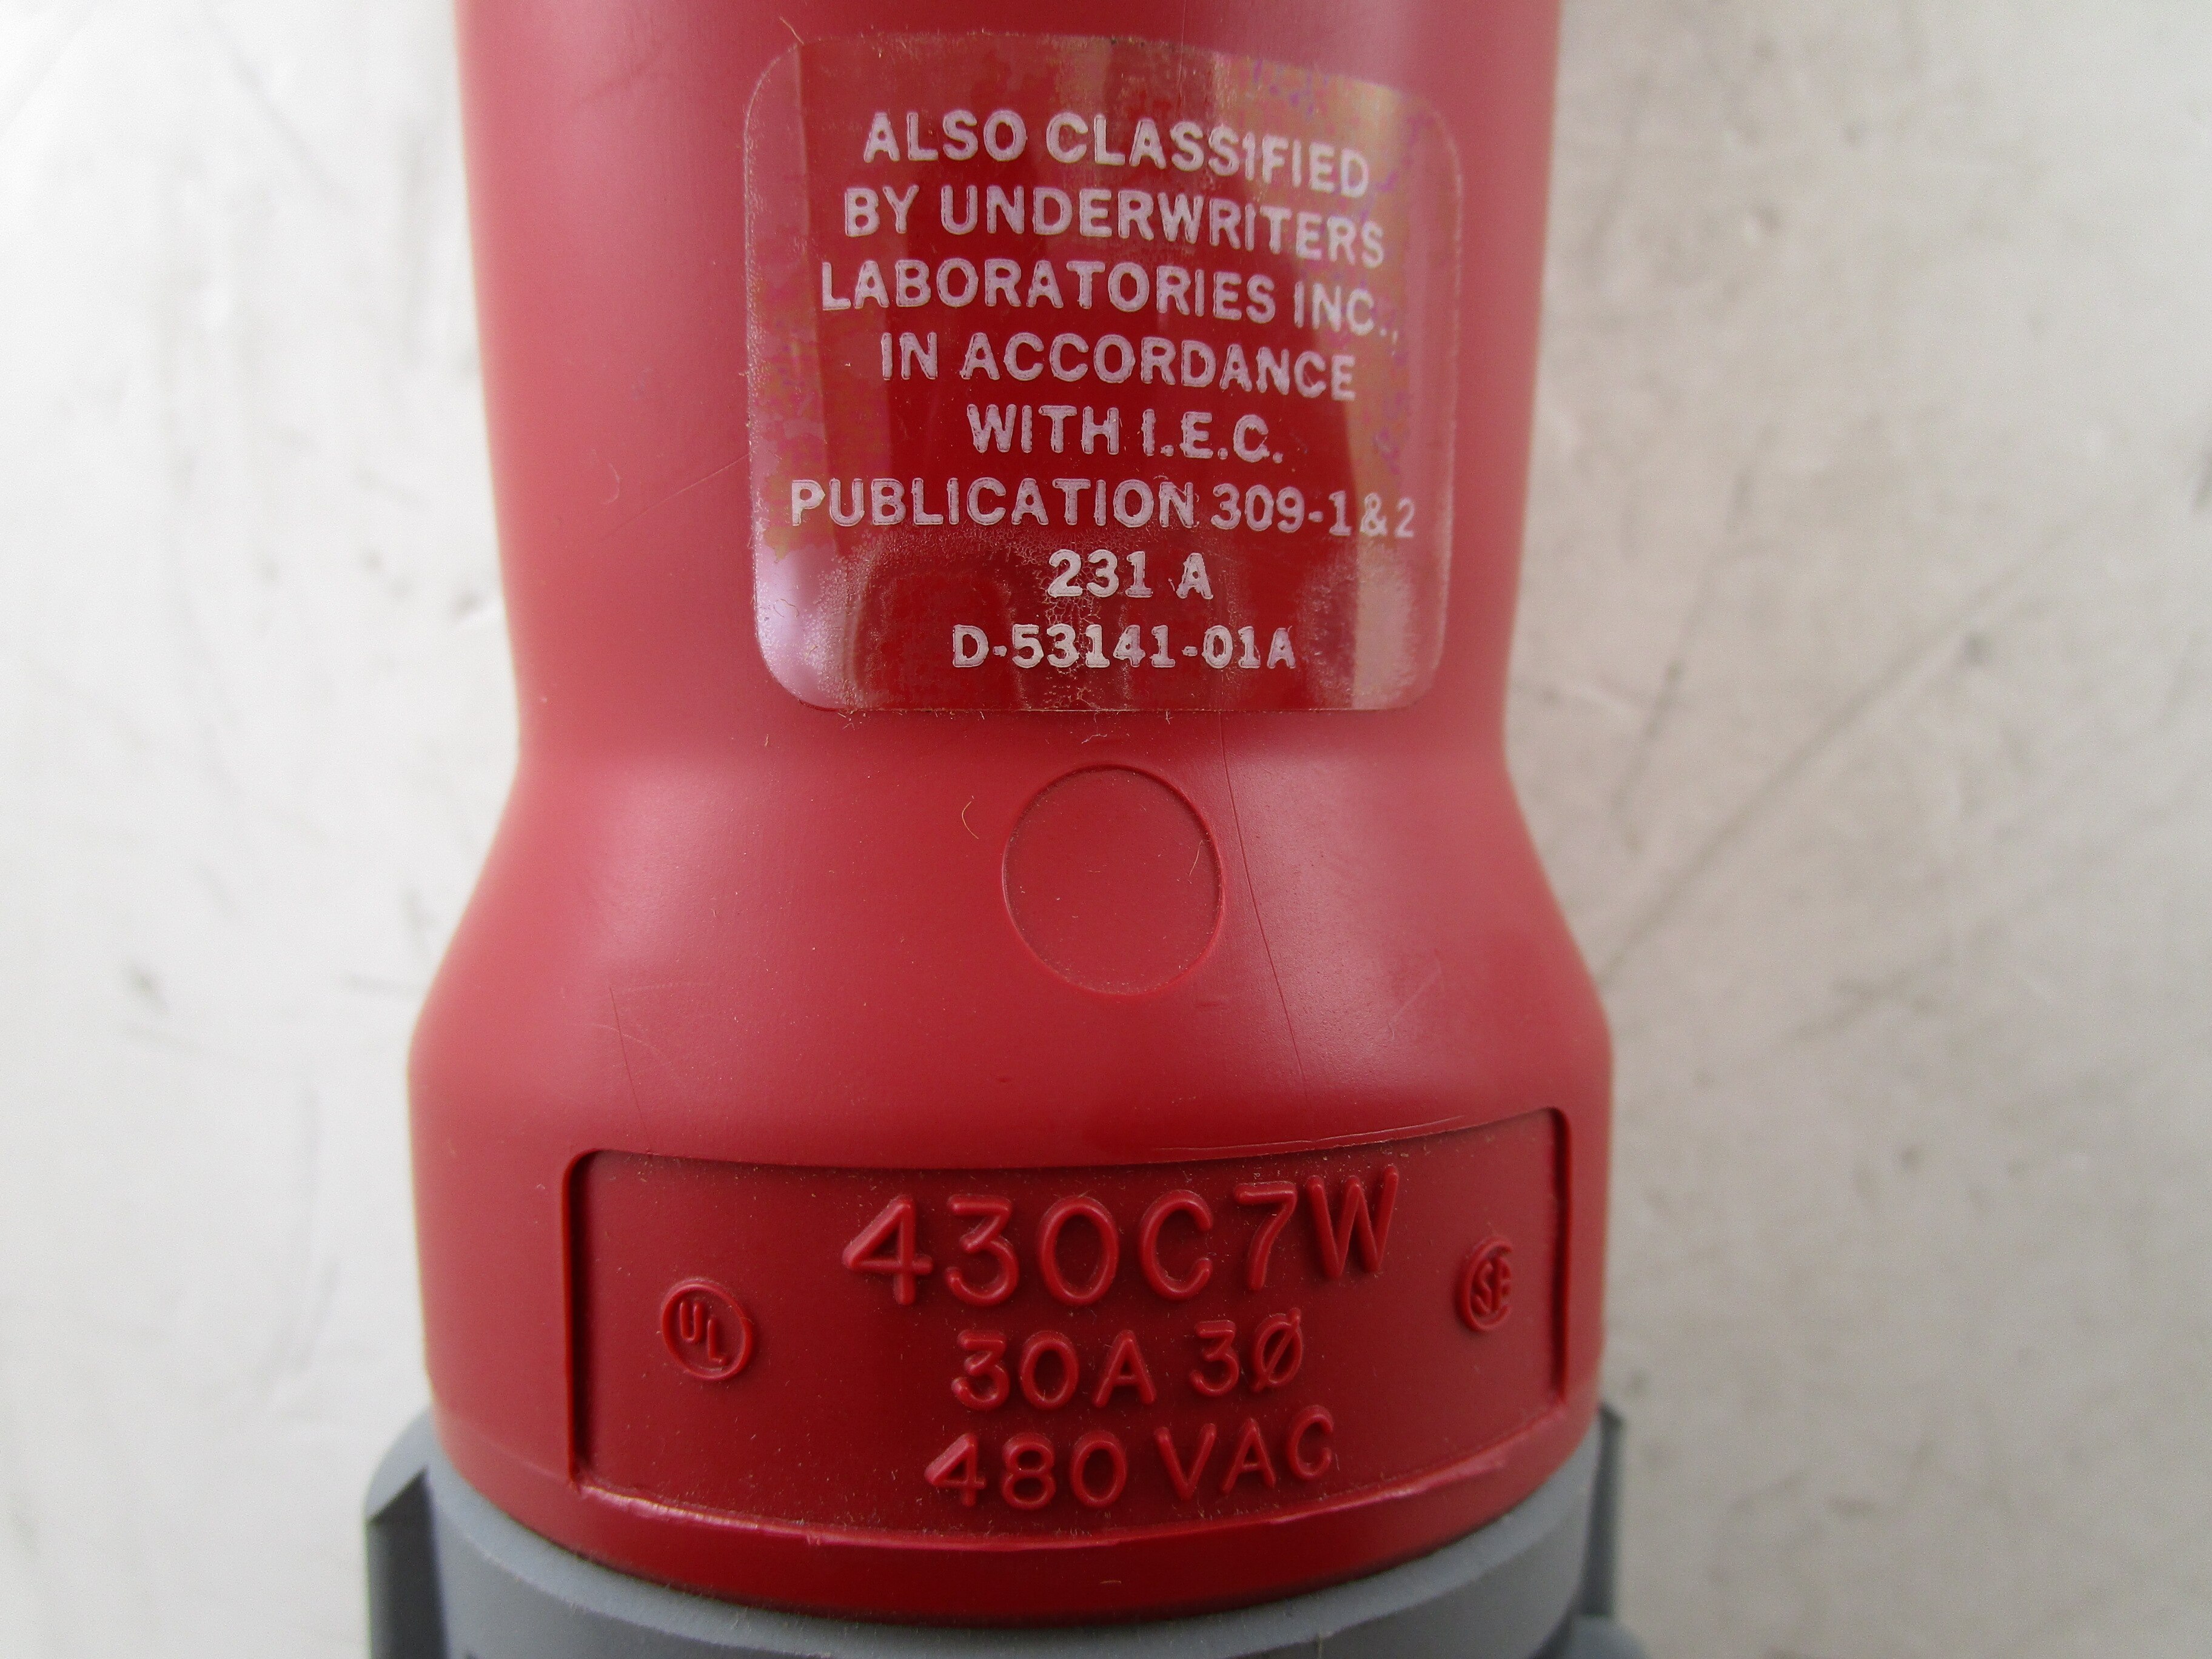 ALSO CLASSIFIED
BY UNDERWRITERS
LABORATORIES INC.,
IN ACCORDANCE
WITH I.E.C.
PUBLICATION 309-1 & 2
231 A
D-53141-01A
430C7W
UL
30A 3Ø
480 VAC